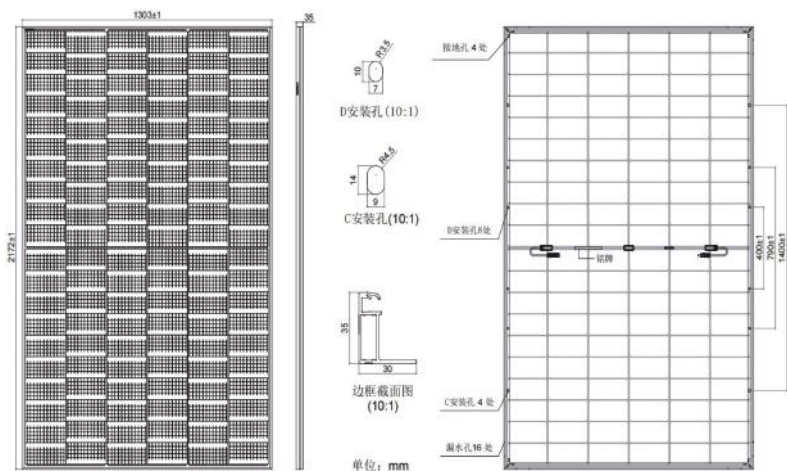 1303±1
35
2172±1
R3.5
10
7
D安装孔(10:1)
R4.5
14
9
C安装孔(10:1)
35
30
边框截面图
(10:1)
单位：mm
接地孔 4 处
D安装孔8处
铭牌
C安装孔 4 处
漏水孔16 处
400±1
790±1
1400±1